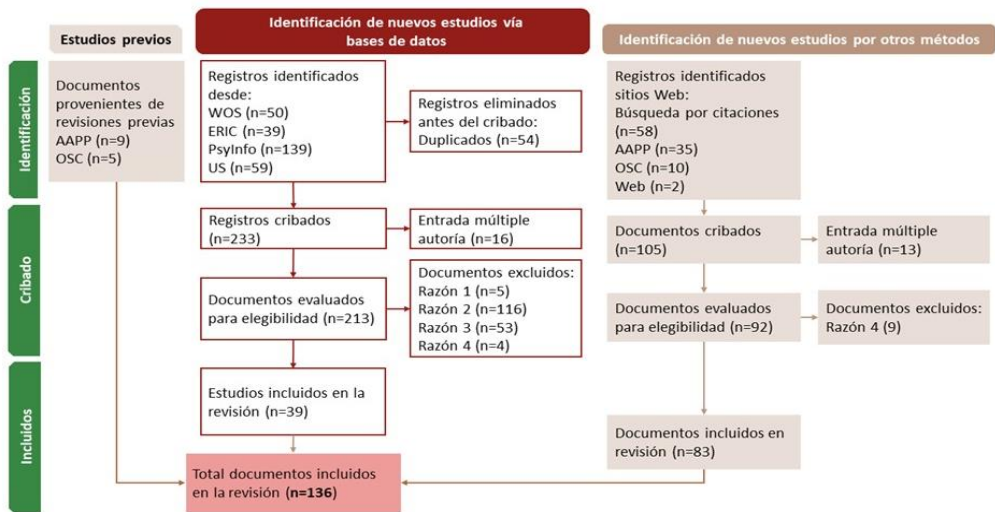 Estudios previos
Identificación de nuevos estudios vía
bases de datos
Identificación de nuevos estudios por otros métodos
Identificación
Documentos
provenientes de
revisiones previas
AAPP (n=9)
OSC (n=5)
Registros identificados
desde:
WOS (n=50)
ERIC (n=39)
PsyInfo (n=139)
US (n=59)
Registros eliminados
antes del cribado:
Duplicados (n=54)
Registros identificados
sitios Web:
Búsqueda por citaciones
(n=58)
AAPP (n=35)
OSC (n=10)
Web (n=2)
Cribado
Registros cribados
(n=233)
Entrada múltiple
autoría (n=16)
Documentos cribados
(n=105)
Entrada múltiple
autoría (n=13)
Documentos evaluados
para elegibilidad (n=213)
Documentos excluidos:
Razón 1 (n=5)
Razón 2 (n=116)
Razón 3 (n=53)
Razón 4 (n=4)
Documentos evaluados
para elegibilidad (n=92)
Documentos excluidos:
Razón 4 (9)
Incluidos
Estudios incluidos en la
revisión (n=39)
Documentos incluidos en
revisión (n=83)
Total documentos incluidos
en la revisión (n=136)